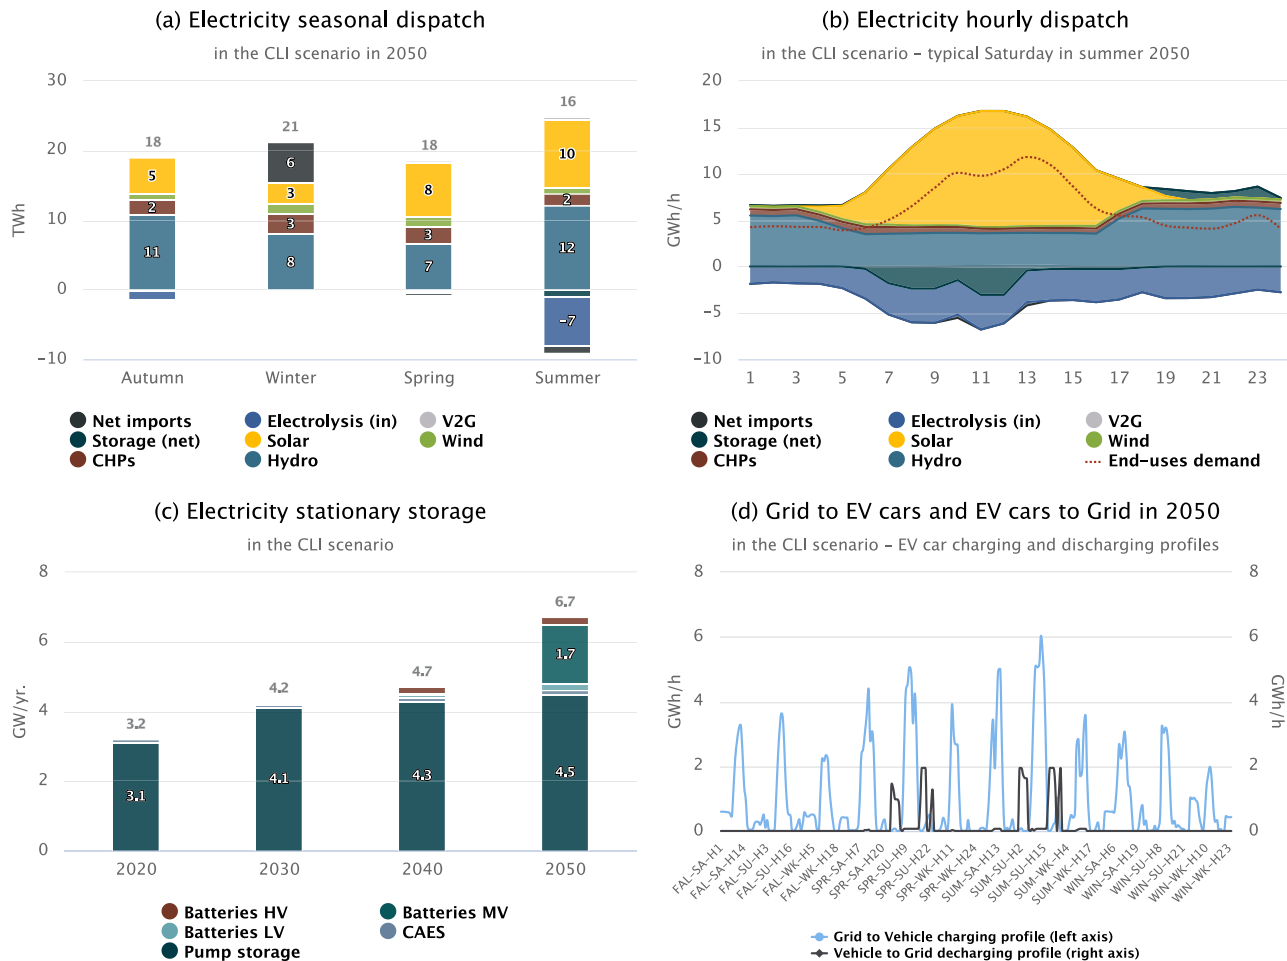 (a) Electricity seasonal dispatch
in the CLI scenario in 2050
30
20
10
0
−10
TWh
18
5
2
11
21
6
3
3
8
18
8
3
7
16
10
2
12
−7
Autumn Winter Spring Summer
Net imports Electrolysis (in) V2G
Storage (net) Solar Wind
CHPs Hydro
(b) Electricity hourly dispatch
in the CLI scenario − typical Saturday in summer 2050
20
15
10
5
0
−5
−10
GWh/h
1 3 5 7 9 11 13 15 17 19 21 23
Net imports Electrolysis (in) V2G
Storage (net) Solar Wind
CHPs Hydro End−uses demand
(c) Electricity stationary storage
in the CLI scenario
8
6
4
2
0
GW/yr.
3.2
3.1
4.2
4.1
4.7
4.3
6.7
1.7
4.5
2020 2030 2040 2050
Batteries HV Batteries MV
Batteries LV CAES
Pump storage
(d) Grid to EV cars and EV cars to Grid in 2050
in the CLI scenario − EV car charging and discharging profiles
8 8
6 6
4 4
2 2
0 0
GWh/h GWh/h
FAL−SA−H1
FAL−SA−H14
FAL−SU−H3
FAL−SU−H16
FAL−WK−H5
FAL−WK−H18
SPR−SA−H7
SPR−SA−H20
SPR−SU−H9
SPR−SU−H22
SPR−WK−H11
SPR−WK−H24
SUM−SA−H13
SUM−SU−H2
SUM−SU−H15
SUM−WK−H4
SUM−WK−H17
WIN−SA−H6
WIN−SA−H19
WIN−SU−H8
WIN−SU−H21
WIN−WK−H10
WIN−WK−H23
Grid to Vehicle charging profile (left axis)
Vehicle to Grid decharging profile (right axis)